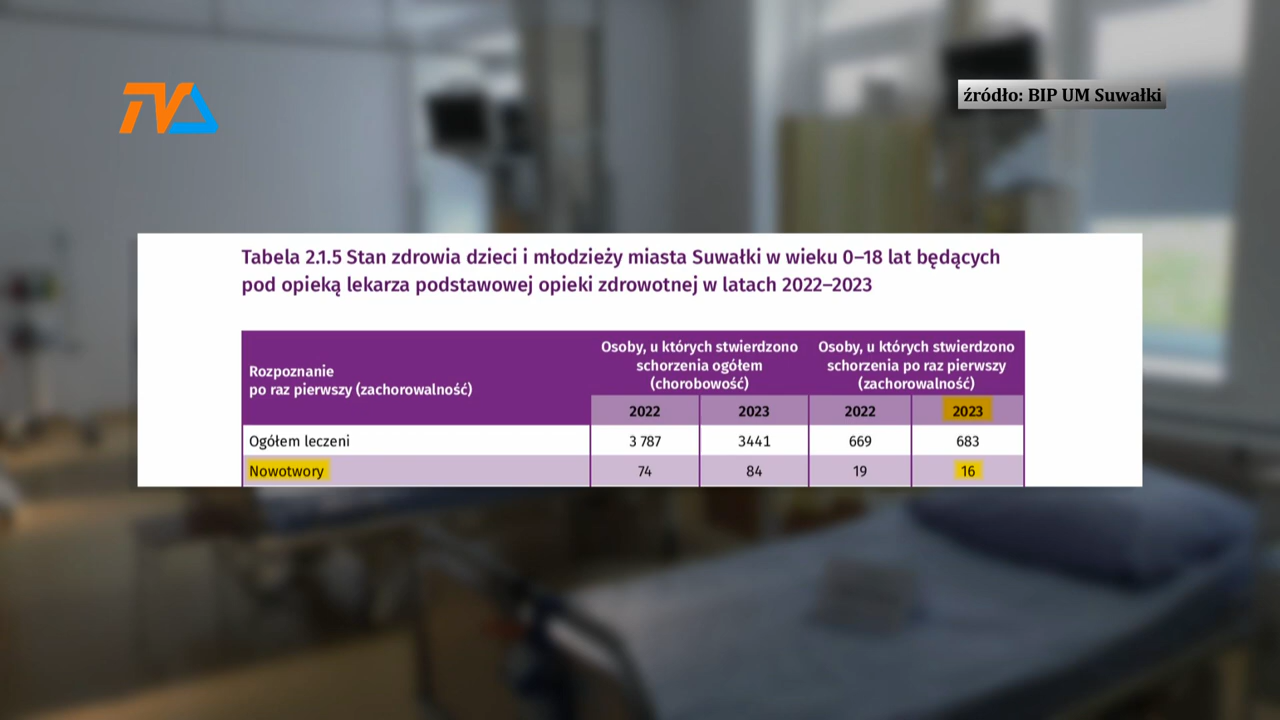 TVA
źródło: BIP UM Suwałki
Tabela 2.1.5 Stan zdrowia dzieci i młodzieży miasta Suwałki w wieku 0–18 lat będących
pod opieką lekarza podstawowej opieki zdrowotnej w latach 2022–2023
Rozpoznanie
po raz pierwszy (zachorowalność)
Osoby, u których stwierdzono
schorzenia ogółem
(chorobowość)
Osoby, u których stwierdzono
schorzenia po raz pierwszy
(zachorowalność)
2022 2023 2022 2023
Ogółem leczeni 3 787 3441 669 683
Nowotwory 74 84 19 16